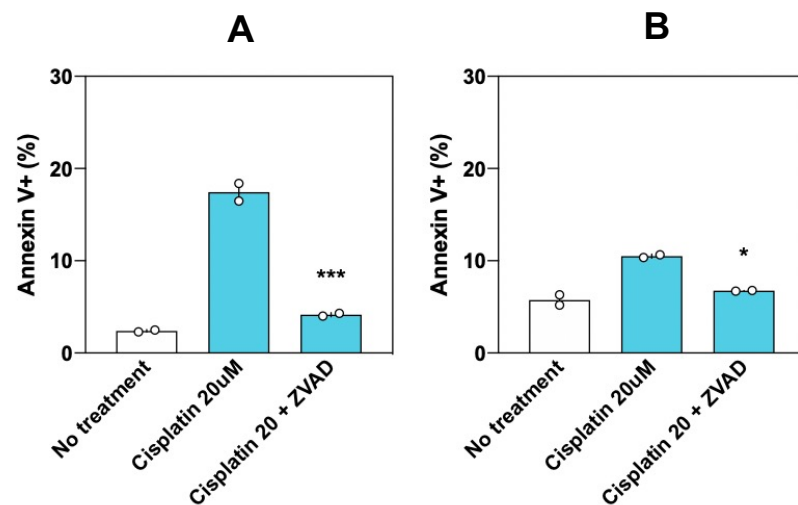 A
Annexin V+ (%)
30
20
10
0
***
No treatment
Cisplatin 20uM
Cisplatin 20 + ZVAD
B
Annexin V+ (%)
30
20
10
0
*
No treatment
Cisplatin 20uM
Cisplatin 20 + ZVAD